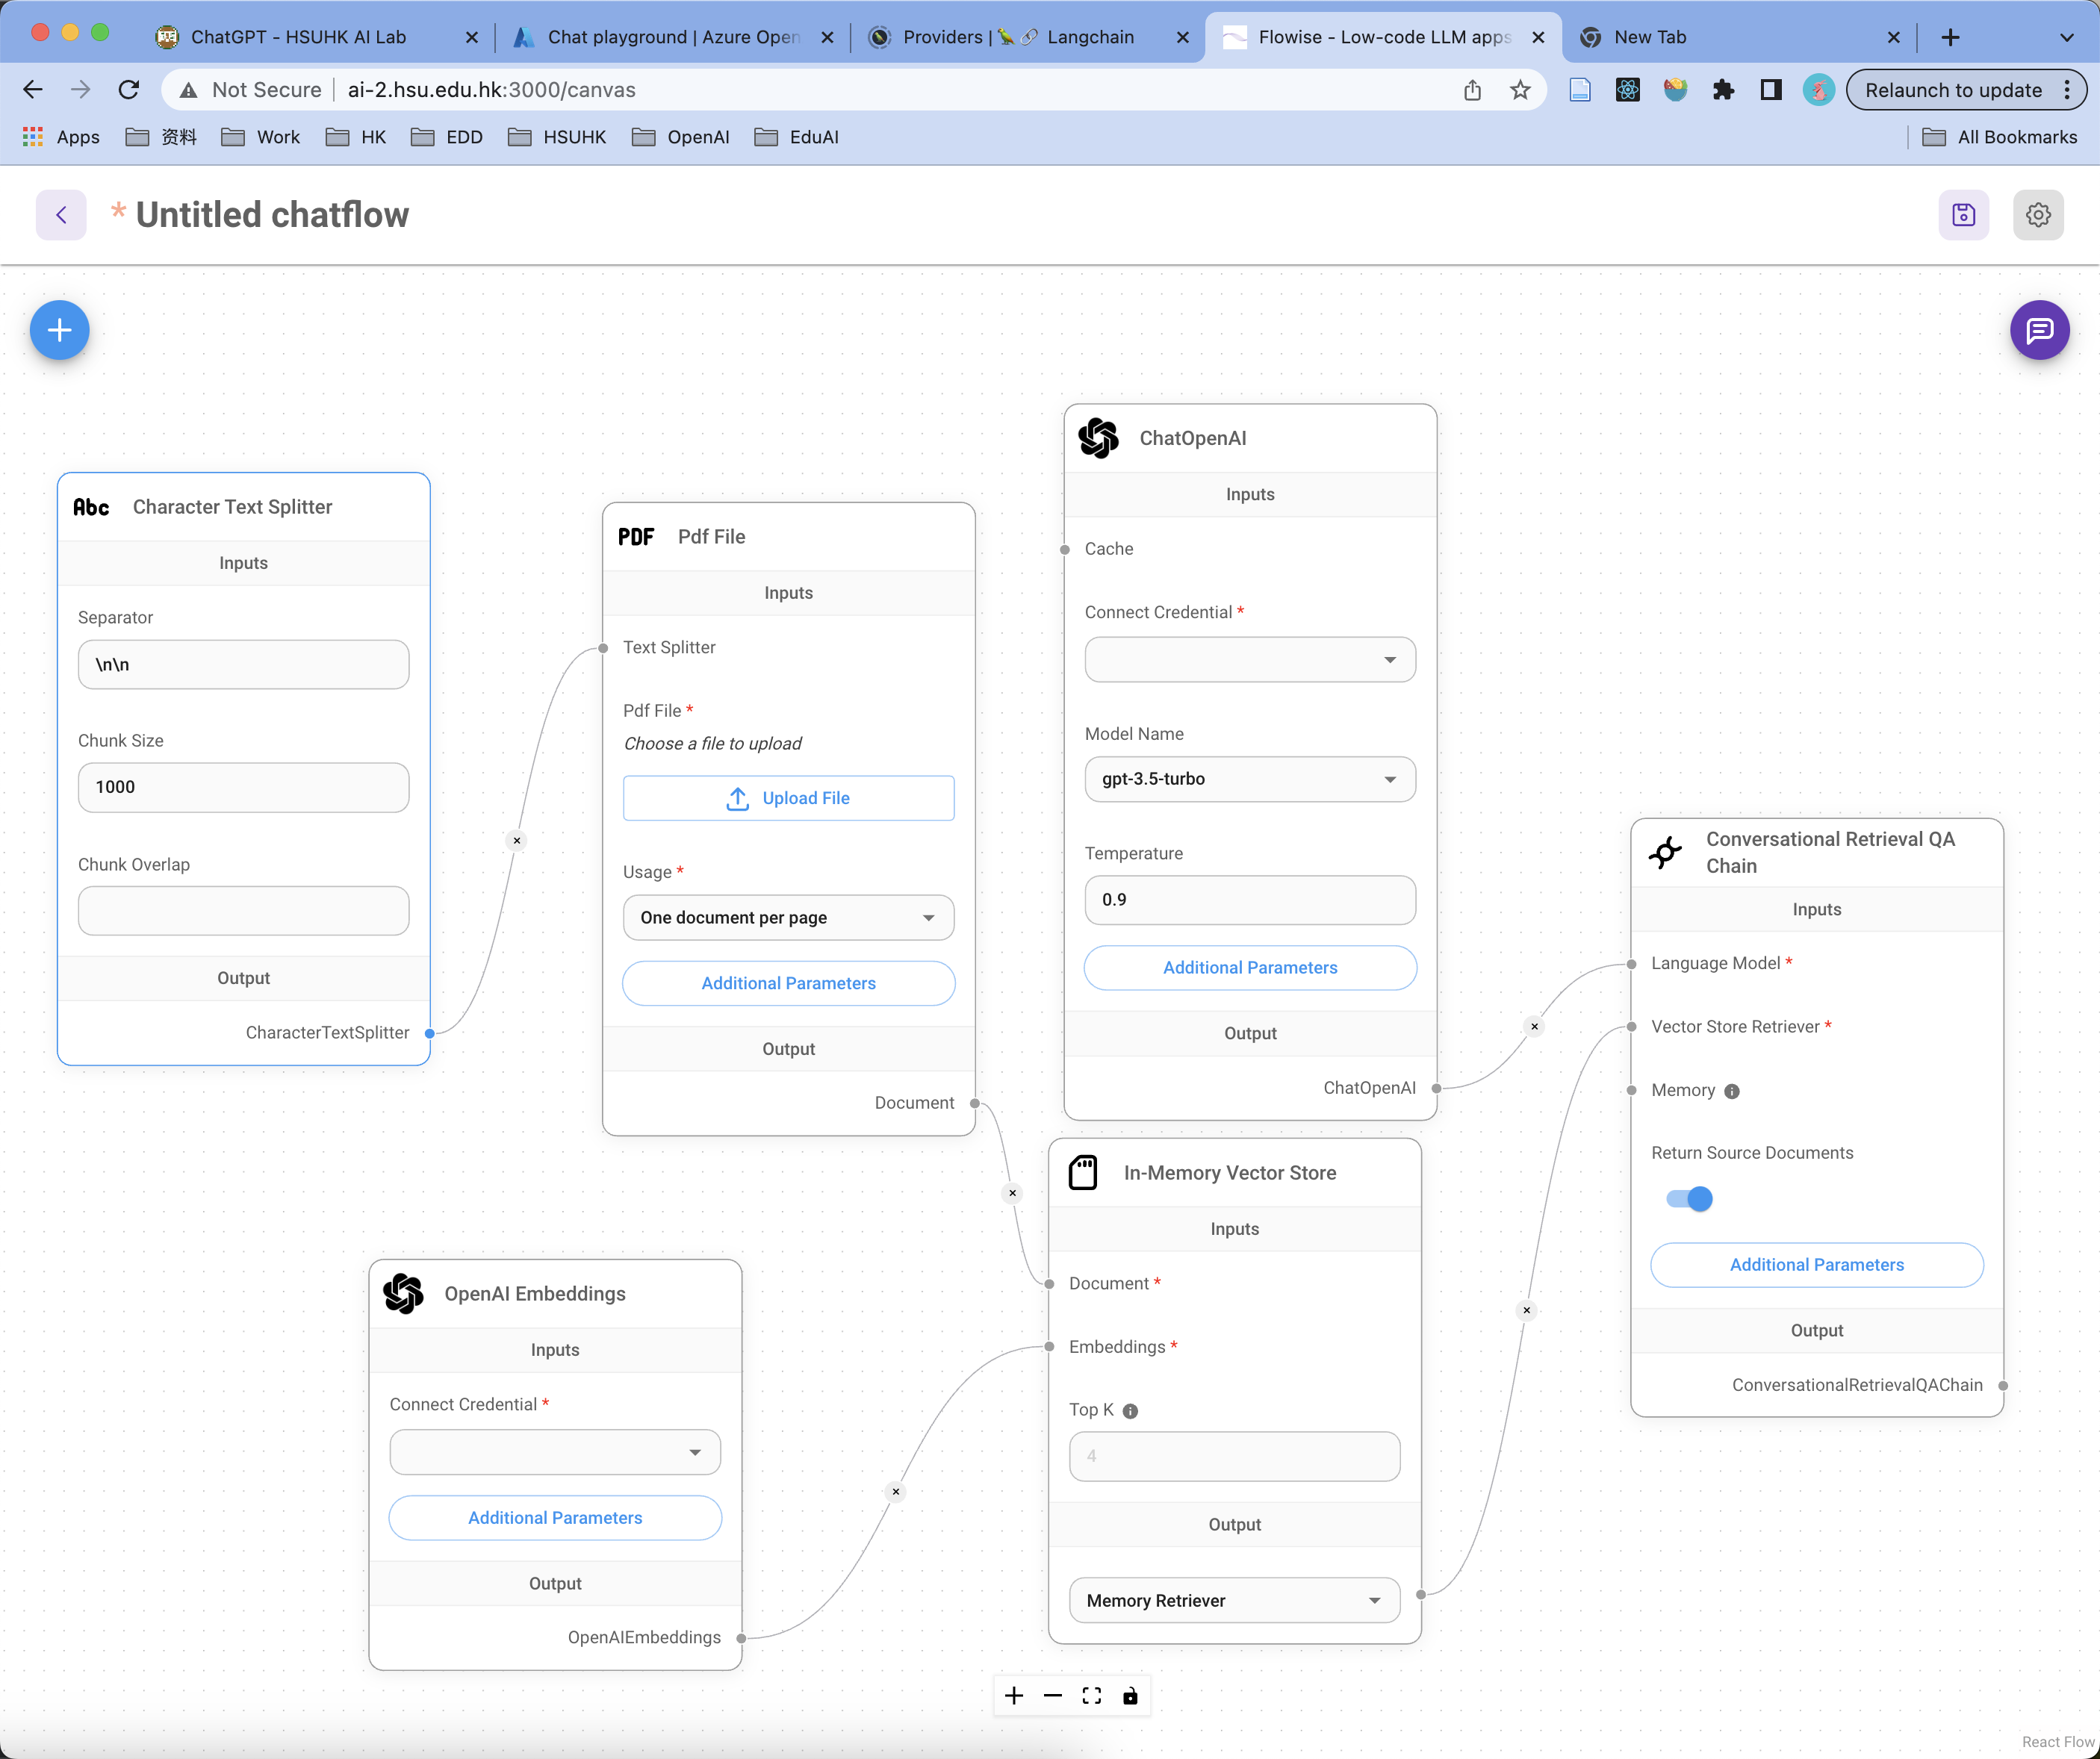 ChatGPT - HSUHK AI Lab
Chat playground | Azure Open
Providers | 🦜🔗 Langchain
Flowise - Low-code LLM apps
New Tab
Not Secure
ai-2.hsu.edu.hk:3000/canvas
Relaunch to update
Apps
资料
Work
HK
EDD
HSUHK
OpenAI
EduAI
All Bookmarks
* Untitled chatflow
Abc Character Text Splitter
Inputs
Separator
\n\n
Chunk Size
1000
Chunk Overlap
Output
CharacterTextSplitter
PDF Pdf File
Inputs
Text Splitter
Pdf File *
Choose a file to upload
Upload File
Usage *
One document per page
Additional Parameters
Output
Document
ChatOpenAI
Inputs
Cache
Connect Credential *
Model Name
gpt-3.5-turbo
Temperature
0.9
Additional Parameters
Output
ChatOpenAI
OpenAI Embeddings
Inputs
Connect Credential *
Additional Parameters
Output
OpenAIEmbeddings
In-Memory Vector Store
Inputs
Document *
Embeddings *
Top K
4
Output
Memory Retriever
Conversational Retrieval QA
Chain
Inputs
Language Model *
Vector Store Retriever *
Memory
Return Source Documents
Additional Parameters
Output
ConversationalRetrievalQAChain
React Flow